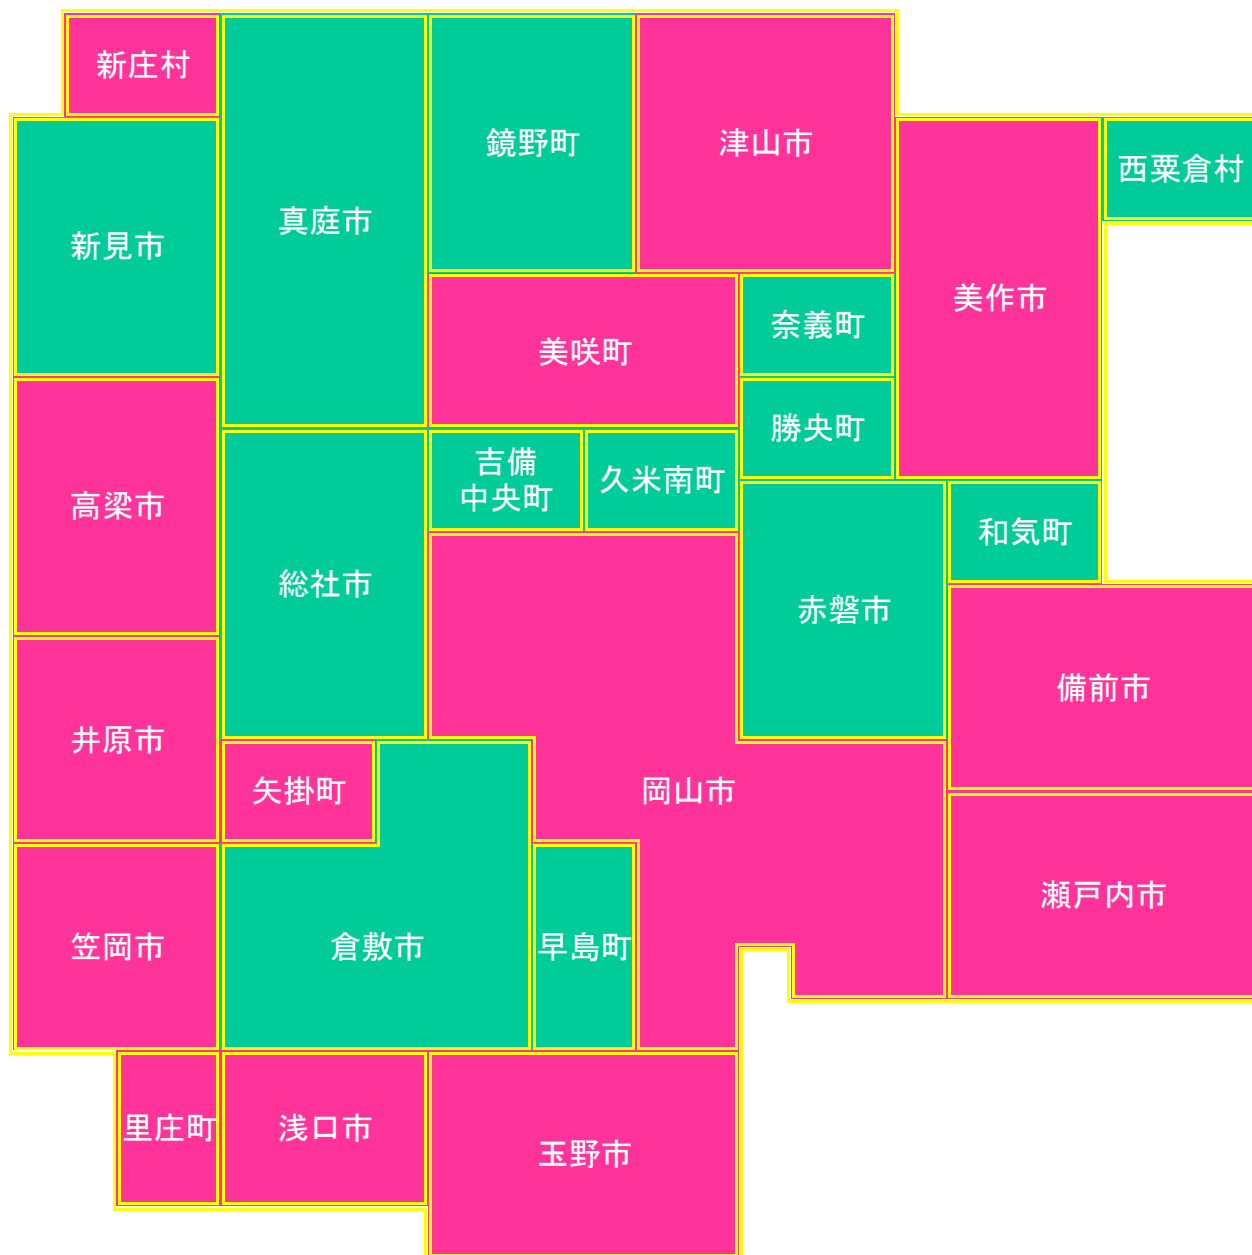 新庄村
真庭市
鏡野町
津山市
西粟倉村
新見市
美作市
美咲町
奈義町
勝央町
高梁市
総社市
吉備
中央町
久米南町
和気町
赤磐市
備前市
井原市
矢掛町
岡山市
瀬戸内市
笠岡市
倉敷市
早島町
里庄町
浅口市
玉野市